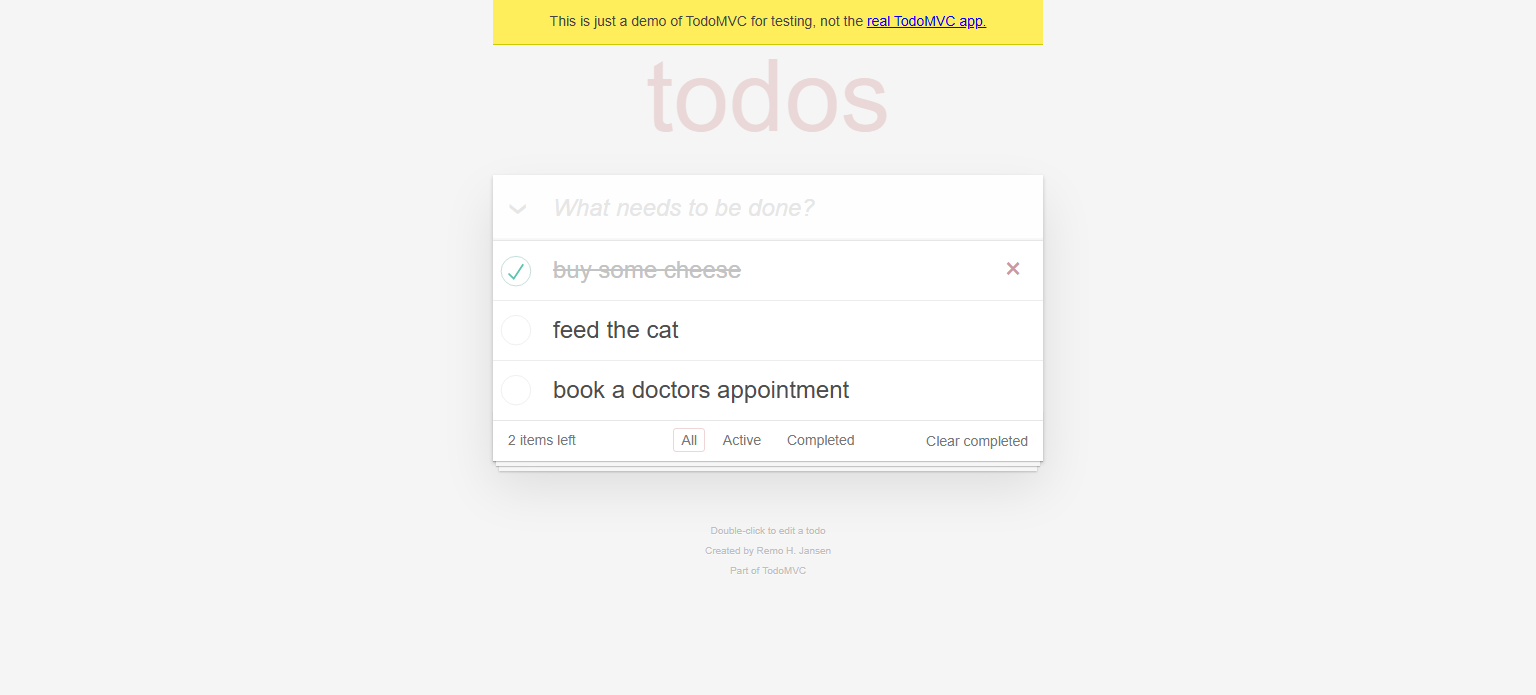 This is just a demo of TodoMVC for testing, not the real TodoMVC app.
todos
What needs to be done?
buy some cheese
feed the cat
book a doctors appointment
2 items left All Active Completed Clear completed
Double-click to edit a todo
Created by Remo H. Jansen
Part of TodoMVC